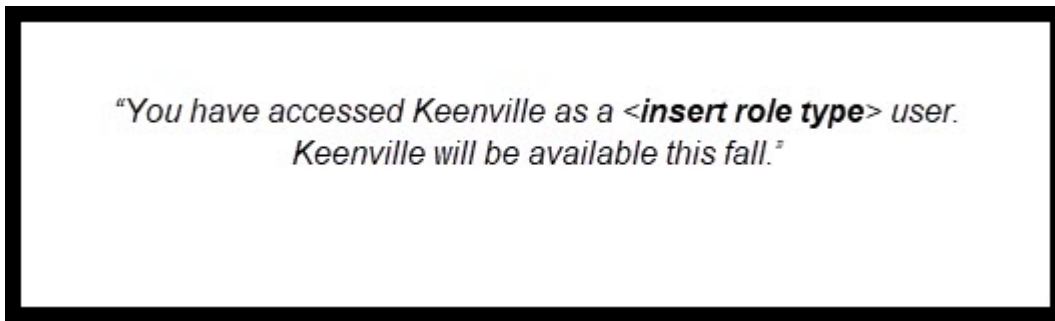 “You have accessed Keenville as a <insert role type> user.
Keenville will be available this fall.”